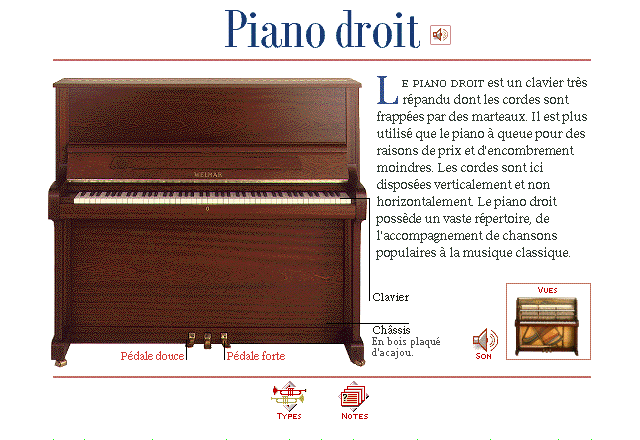 Piano droit
LE PIANO DROIT est un clavier très
répandu dont les cordes sont
frappées par des marteaux. Il est plus
utilisé que le piano à queue pour des
raisons de prix et d'encombrement
moindres. Les cordes sont ici
disposées verticalement et non
horizontalement. Le piano droit
possède un vaste répertoire, de
l'accompagnement de chansons
populaires à la musique classique.
WELMAR
Clavier
VUES
Châssis
En bois plaqué
d'acajou.
SON
Pédale douce
Pédale forte
TYPES
NOTES